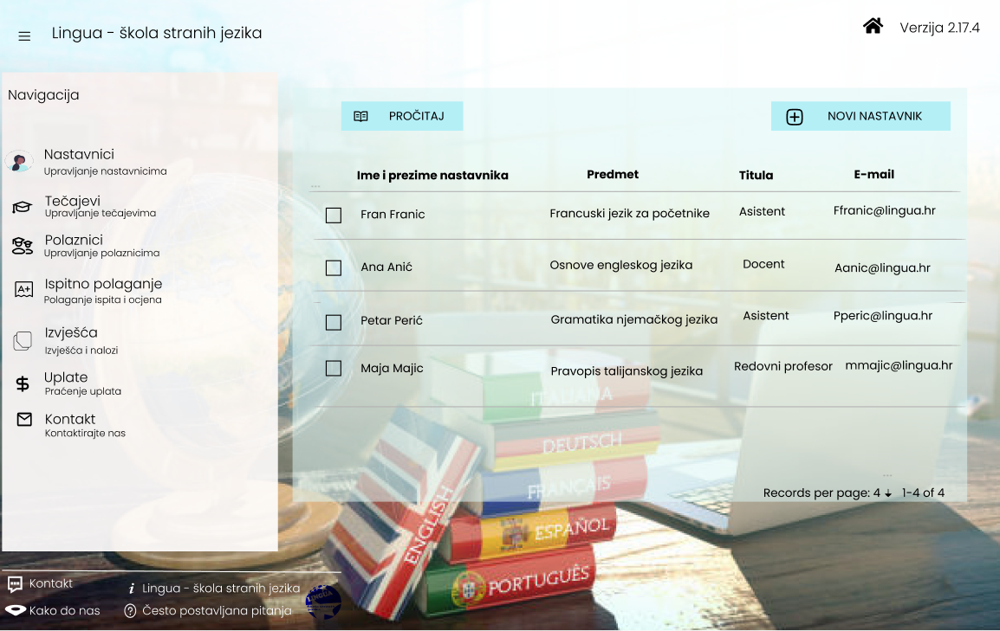 Lingua - škola stranih jezika
Verzija 2.17.4
Navigacija
Nastavnici
Upravljanje nastavnicima
Tečajevi
Upravljanje tečajevima
Polaznici
Upravljanje polaznicima
A+
Ispitno polaganje
Polaganje ispita i ocjena
Izvješća
Izvješća i nalozi
Uplate
Praćenje uplata
Kontakt
Kontaktirajte nas
PROČITAJ
NOVI NASTAVNIK
Ime i prezime nastavnika Predmet Titula E-mail
...
Fran Franic Francuski jezik za početnike Asistent Ffranic@lingua.hr
Ana Anić Osnove engleskog jezika Docent Aanic@lingua.hr
Petar Perić Gramatika njemačkog jezika Asistent Pperic@lingua.hr
Maja Majic Pravopis talijanskog jezika Redovni profesor mmajic@lingua.hr
...
Records per page: 4 1-4 of 4
ITALIANA
DEUTSCH
FRANÇAIS
ESPAÑOL
PORTUGUÊS
ENGLISH
Kontakt
i Lingua - škola stranih jezika
Kako do nas
Često postavljana pitanja
LINGUA